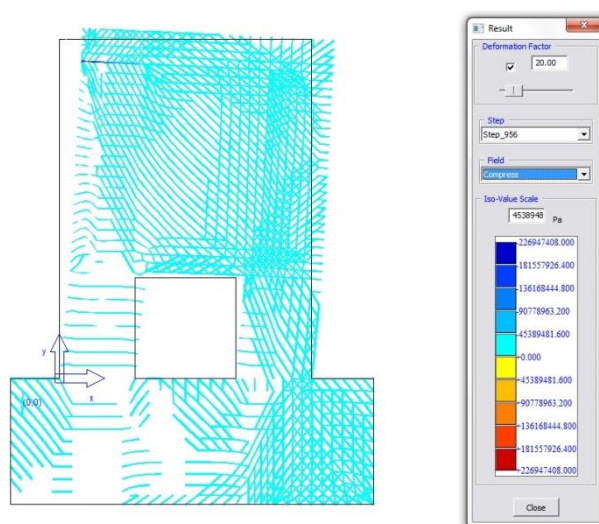 y
x
(0,0)
Result
Deformation Factor
20.00
Step
Step_956
Field
Compress
Iso-Value Scale
4538948 Pa
-226947408.000
-181557926.400
-136168444.800
-90778963.200
-45389481.600
+0.000
+45389481.600
+90778963.200
+136168444.800
+181557926.400
+226947408.000
Close